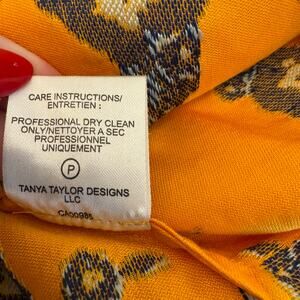 CARE INSTRUCTIONS/
ENTRETIEN :
PROFESSIONAL DRY CLEAN
ONLY/NETTOYER A SEC
PROFESSIONNEL
UNIQUEMENT
P
TANYA TAYLOR DESIGNS
LLC
CA00985